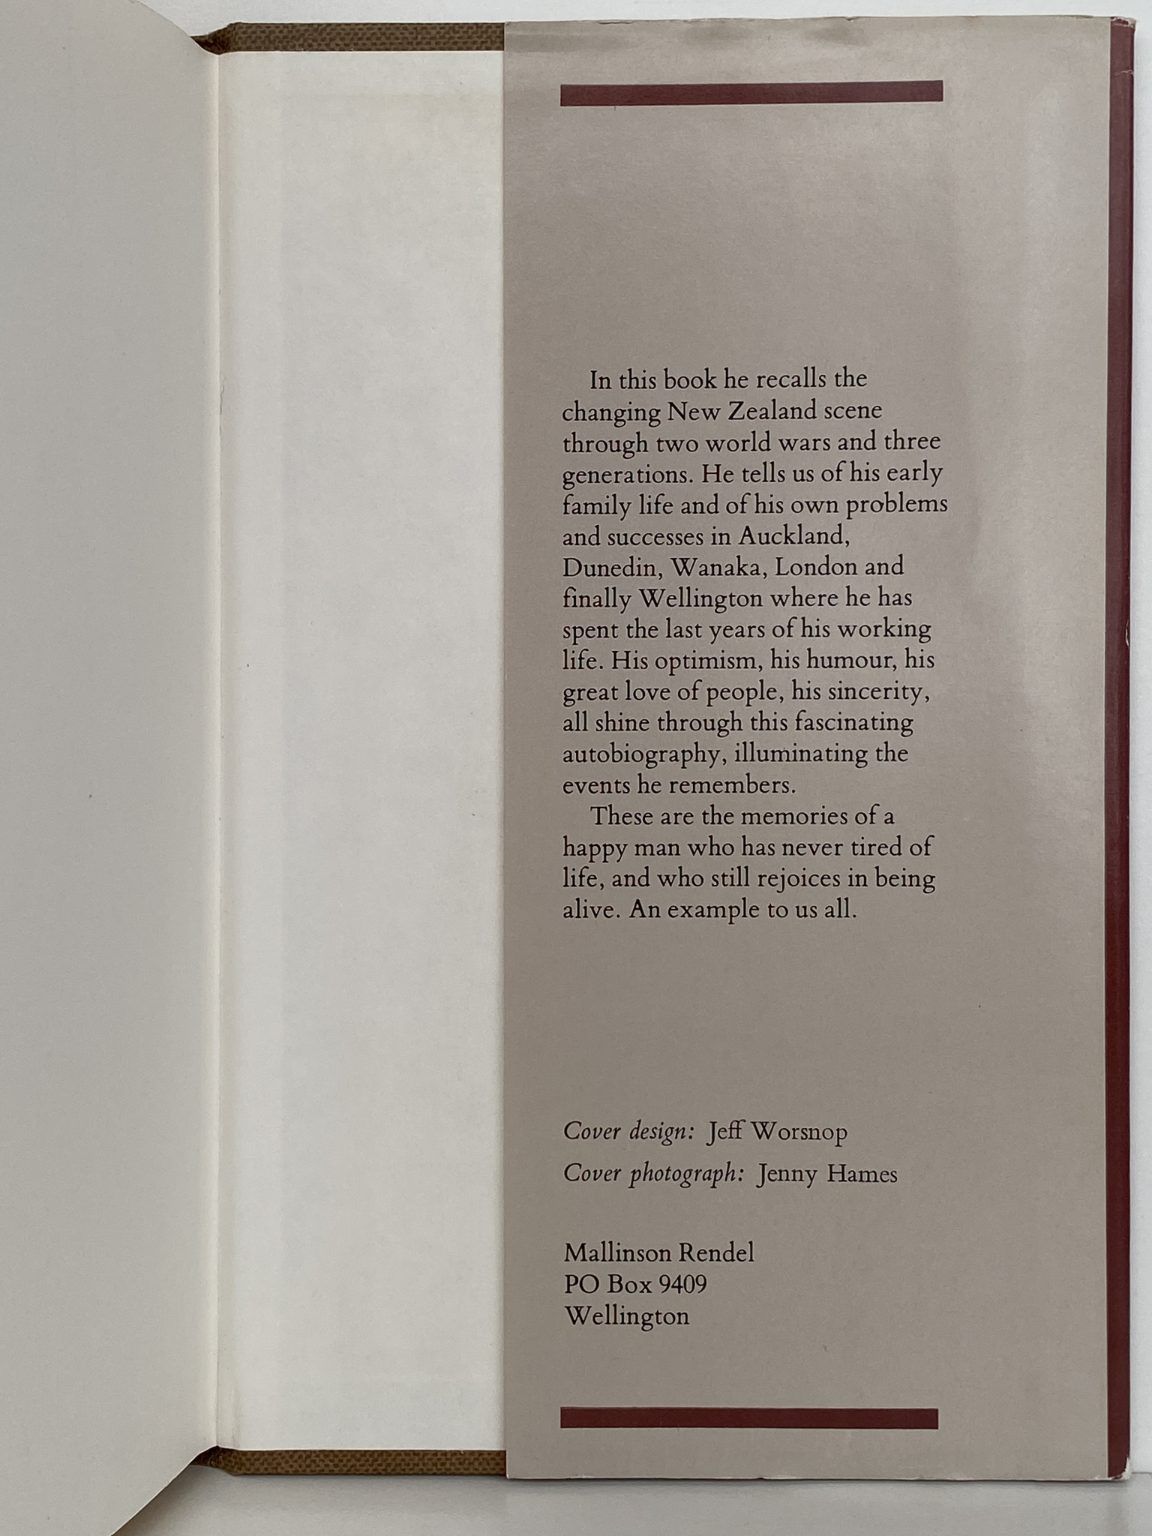 In this book he recalls the
changing New Zealand scene
through two world wars and three
generations. He tells us of his early
family life and of his own problems
and successes in Auckland,
Dunedin, Wanaka, London and
finally Wellington where he has
spent the last years of his working
life. His optimism, his humour, his
great love of people, his sincerity,
all shine through this fascinating
autobiography, illuminating the
events he remembers.
These are the memories of a
happy man who has never tired of
life, and who still rejoices in being
alive. An example to us all.
Cover design: Jeff Worsnop
Cover photograph: Jenny Hames
Mallinson Rendel
PO Box 9409
Wellington